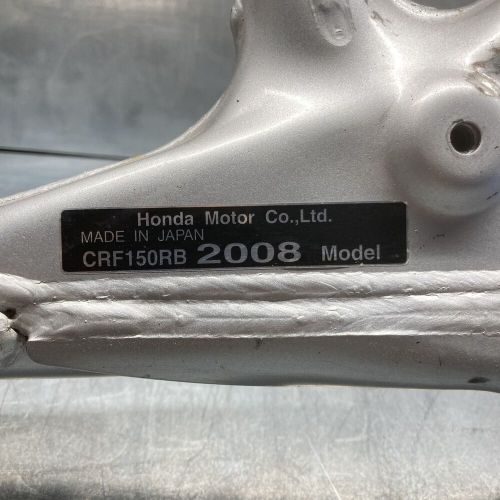 Honda Motor Co.,Ltd.
MADE IN JAPAN
CRF150RB 2008 Model